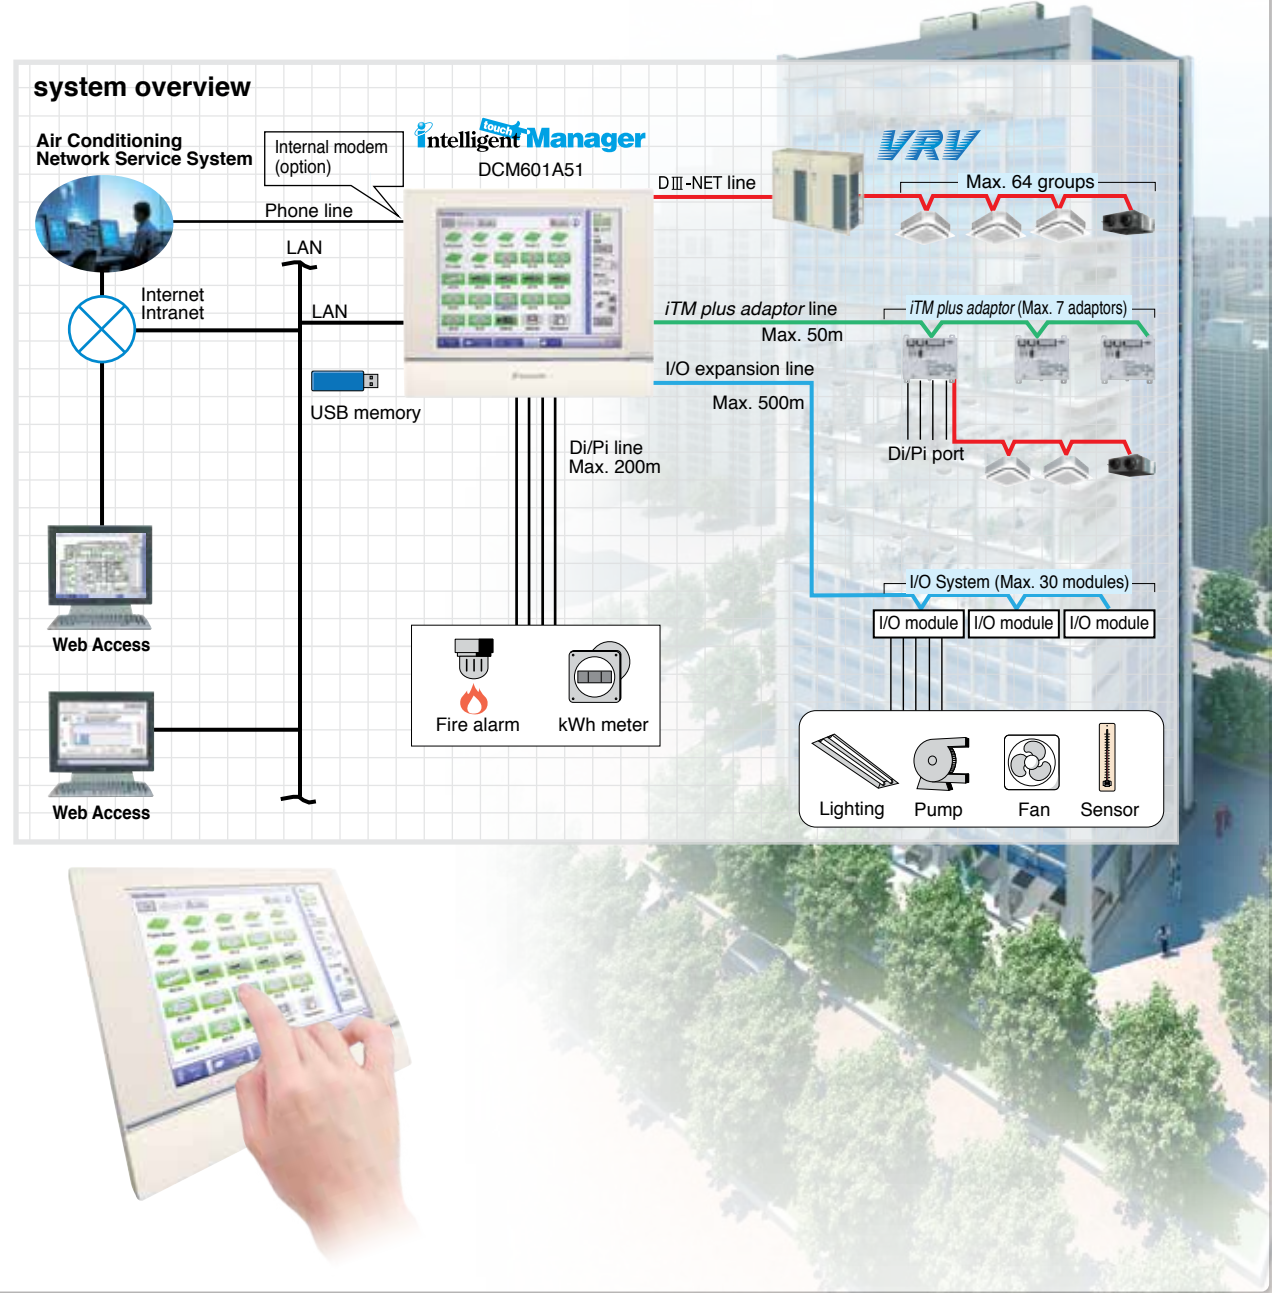 system overview
Air Conditioning
Network Service System
Internal modem
(option)
intelligent touch Manager
DCM601A51
VRV
DⅢ-NET line
Max. 64 groups
Phone line
LAN
Internet
Intranet
LAN
iTM plus adaptor line
Max. 50m
iTM plus adaptor (Max. 7 adaptors)
I/O expansion line
Max. 500m
USB memory
Di/Pi line
Max. 200m
Di/Pi port
I/O System (Max. 30 modules)
I/O module
I/O module
I/O module
Web Access
Fire alarm
kWh meter
Web Access
Lighting
Pump
Fan
Sensor